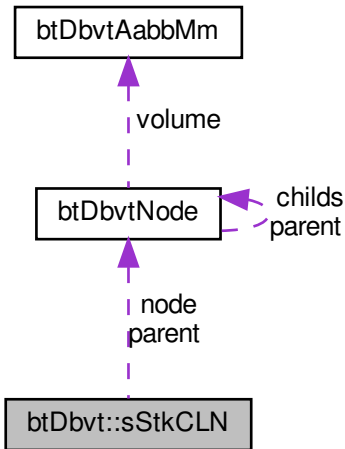 btDbvtAabbMm
volume
btDbvtNode
childs
parent
node
parent
btDbvt::sStkCLN